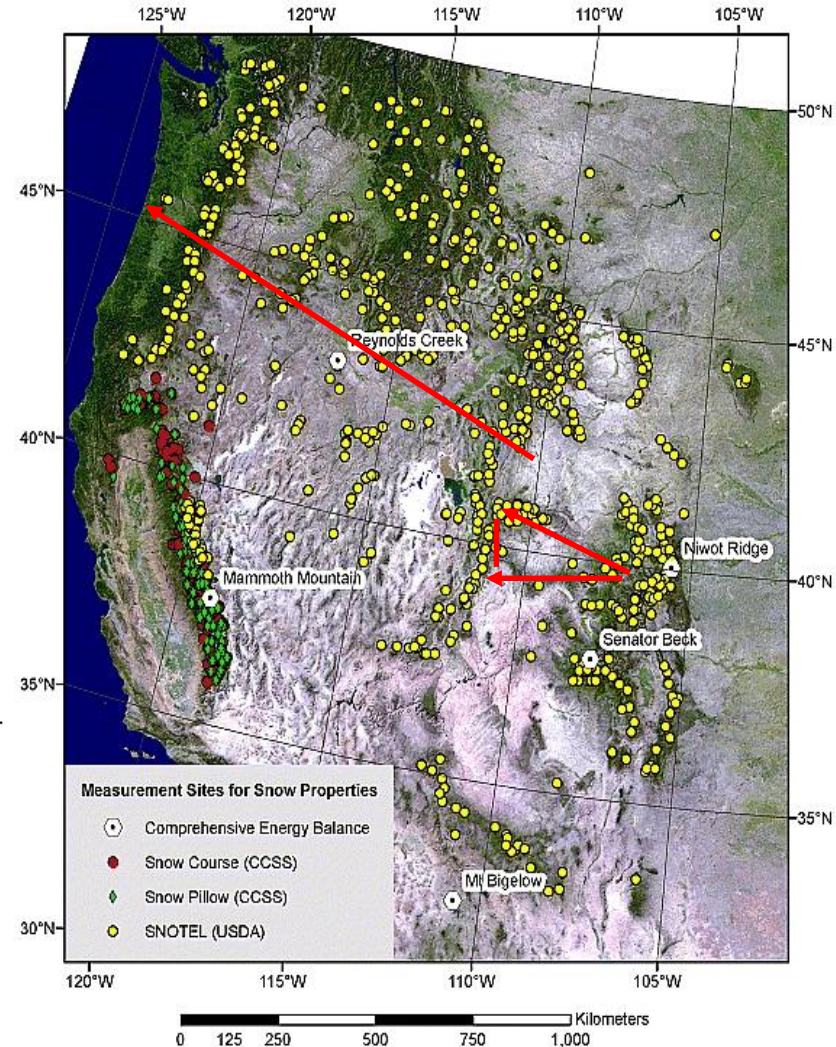 125°W 120°W 115°W 110°W 105°W
50°N
45°N
Reynolds Creek
45°N
40°N
Niwot Ridge
Mammoth Mountain
40°N
Senator Beck
35°N
Measurement Sites for Snow Properties
Comprehensive Energy Balance
Snow Course (CCSS)
Snow Pillow (CCSS)
SNOTEL (USDA)
35°N
Mt Bigelow
30°N
120°W 115°W 110°W 105°W
Kilometers
0 125 250 500 750 1,000